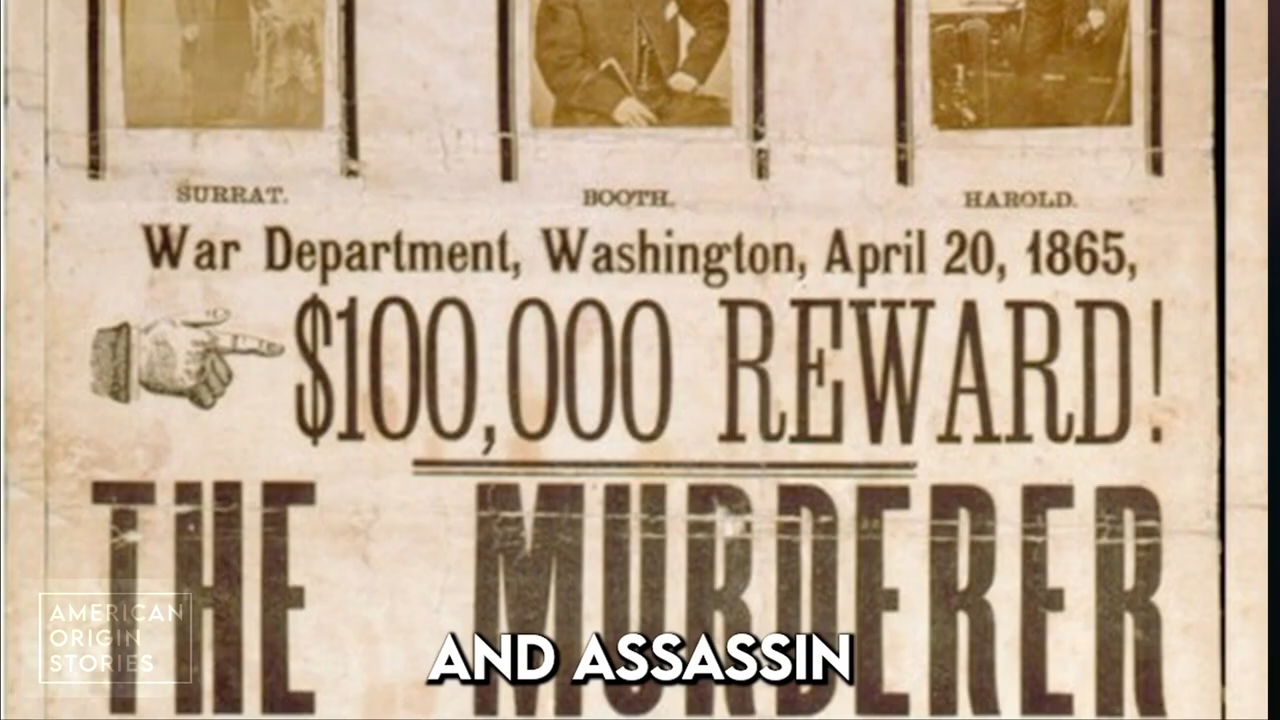 SURRAT.
BOOTH.
HAROLD.
War Department, Washington, April 20, 1865,
$100,000 REWARD!
THE MURDERER
AMERICAN
ORIGIN
STORIES
AND ASSASSIN